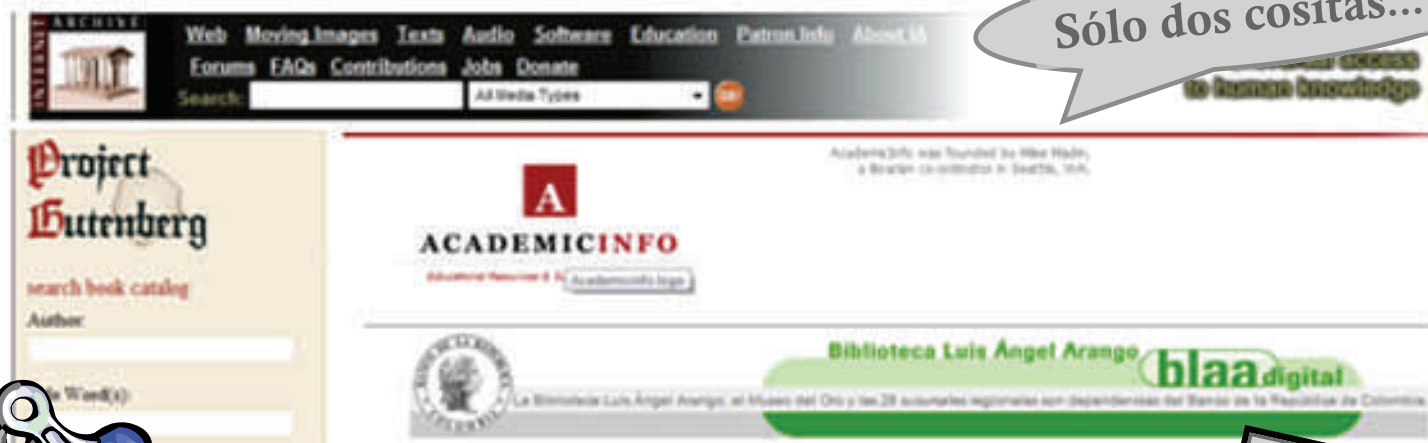 INTERNET
ARCHIVE
Web Moving Images Texts Audio Software Education Patron Info About IA
Forums FAQs Contributions Jobs Donate
Search: All Media Types GO!
Sólo dos cositas...
access
to human knowledge
Project
Gutenberg
search book catalog
Author:
Word(s):
AcademicInfo was founded by Mike Madin,
a librarian in Seattle, WA.
A
ACADEMICINFO
Educational Resources &
AcademicInfo logo
Biblioteca Luis Ángel Arango
blaa digital
La Biblioteca Luis Ángel Arango, el Museo del Oro y las 28 sucursales regionales son dependencias del Banco de la República de Colombia